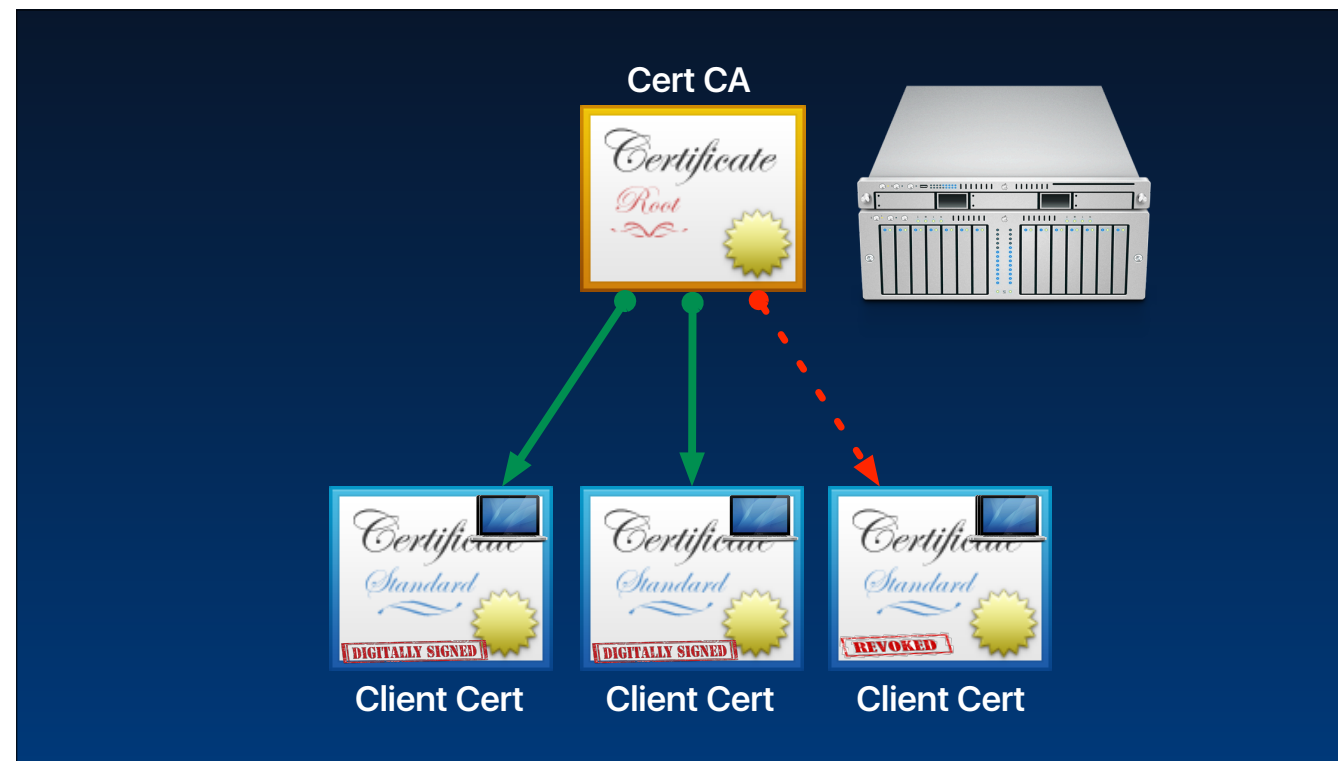 Cert CA
Certificate
Root
Certificate
Standard
DIGITALLY SIGNED
Client Cert
Certificate
Standard
DIGITALLY SIGNED
Client Cert
Certificate
Standard
REVOKED
Client Cert